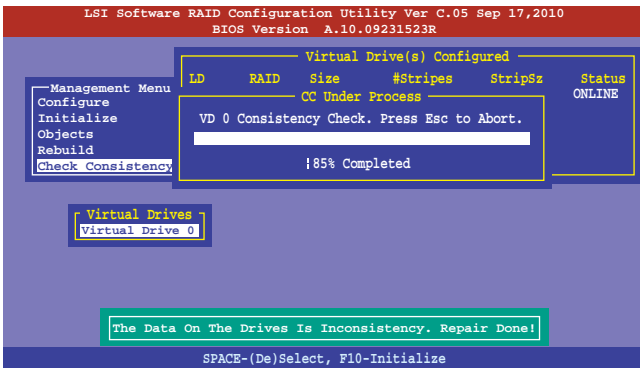 LSI Software RAID Configuration Utility Ver C.05 Sep 17,2010
BIOS Version A.10.09231523R
Virtual Drive(s) Configured
LD RAID Size #Stripes StripSz Status
ONLINE
Management Menu
Configure
Initialize
Objects
Rebuild
Check Consistency
CC Under Process
VD 0 Consistency Check. Press Esc to Abort.
85% Completed
Virtual Drives
Virtual Drive 0
The Data On The Drives Is Inconsistency. Repair Done!
SPACE-(De)Select, F10-Initialize